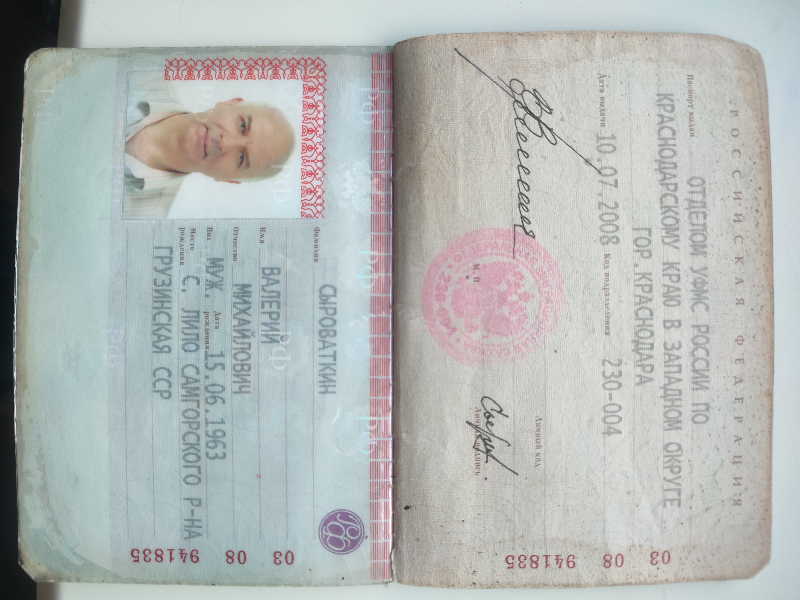 РОССИЙСКАЯ ФЕДЕРАЦИЯ
Паспорт выдан
ОТДЕЛОМ УФМС РОССИИ ПО
КРАСНОДАРСКОМУ КРАЮ В ЗАПАДНОМ ОКРУГЕ
ГОР. КРАСНОДАРА
Дата выдачи 10.07.2008 Код подразделения 230-004
Личный код
Личная подпись
М. П.
03 08 941835
Фамилия
СЫРОВАТКИН
Имя
ВАЛЕРИЙ
Отчество
МИХАЙЛОВИЧ
Пол МУЖ. Дата рождения 15.06.1963
Место рождения
С. ЛИЛО САМГОРСКОГО Р-НА
ГРУЗИНСКАЯ ССР
03 08 941835